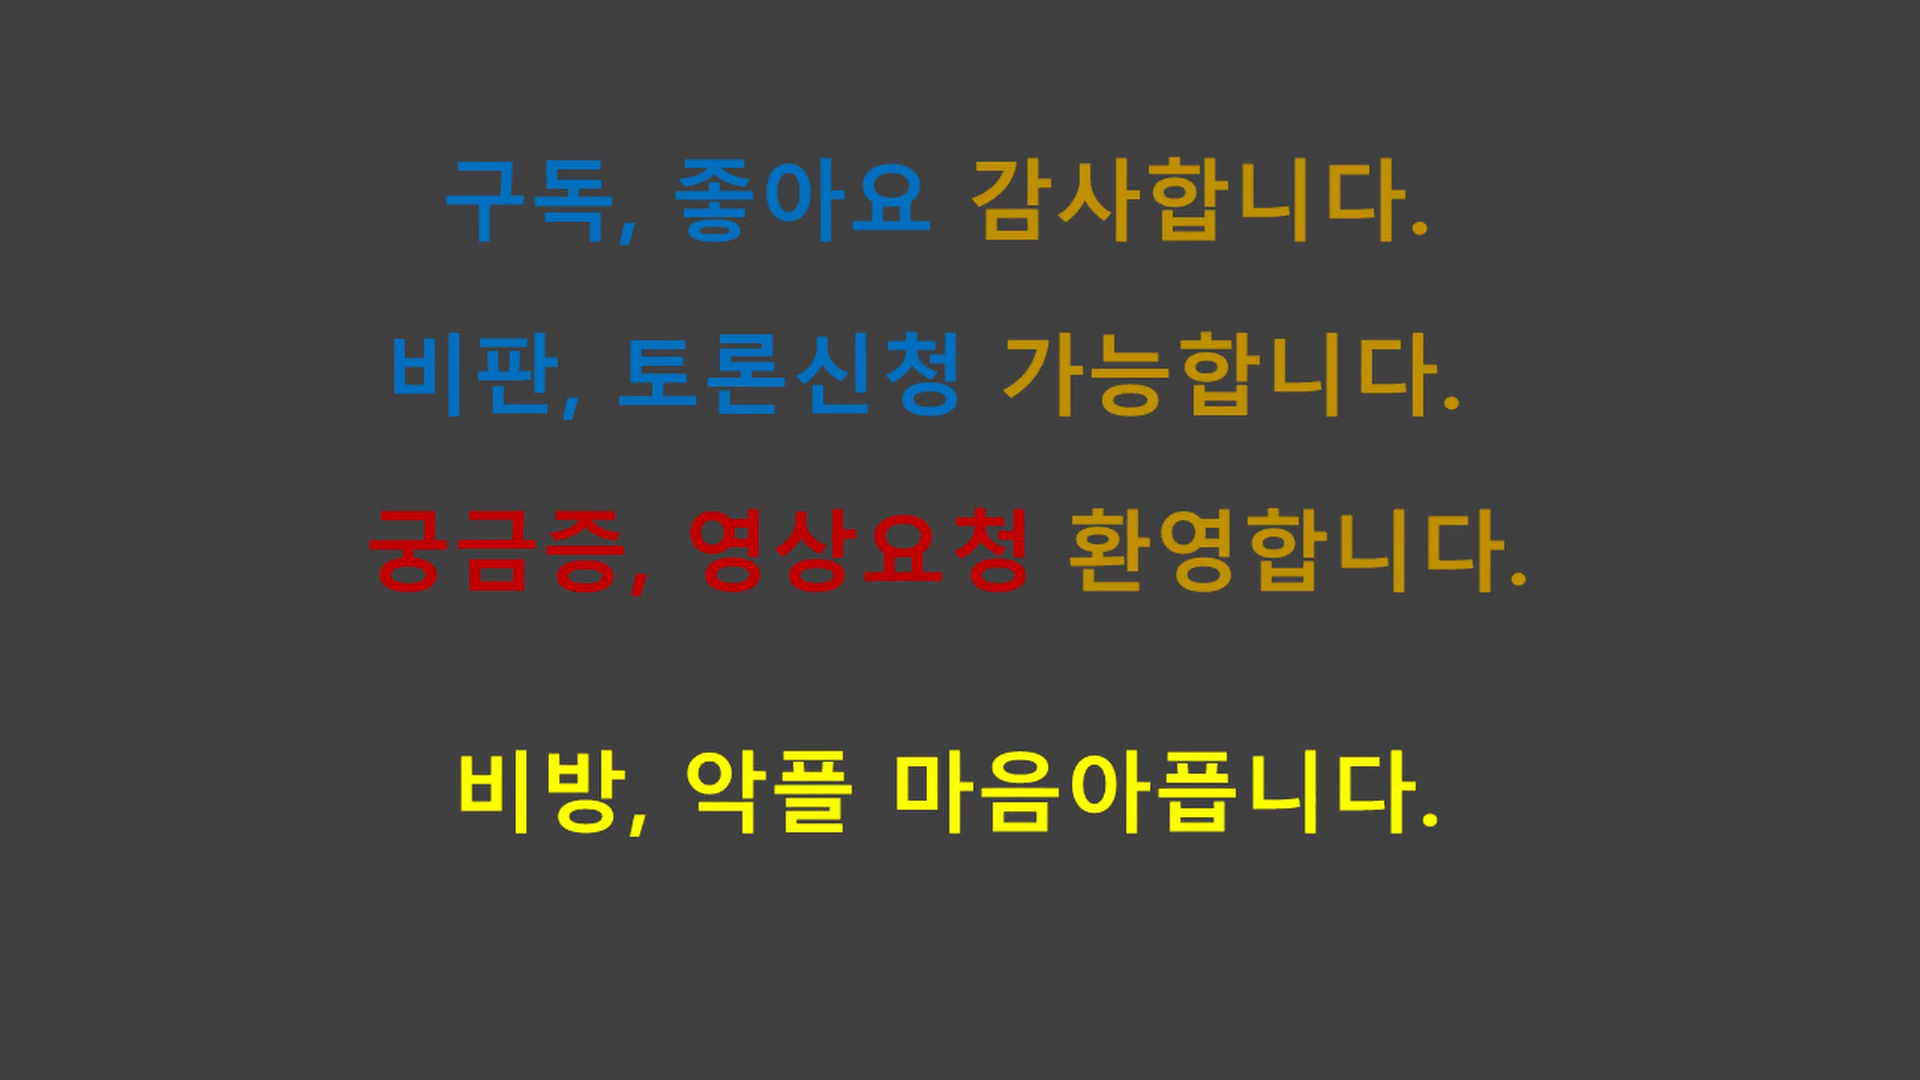 구독, 좋아요 감사합니다.
비판, 토론신청 가능합니다.
궁금증, 영상요청 환영합니다.
비방, 악플 마음아픕니다.